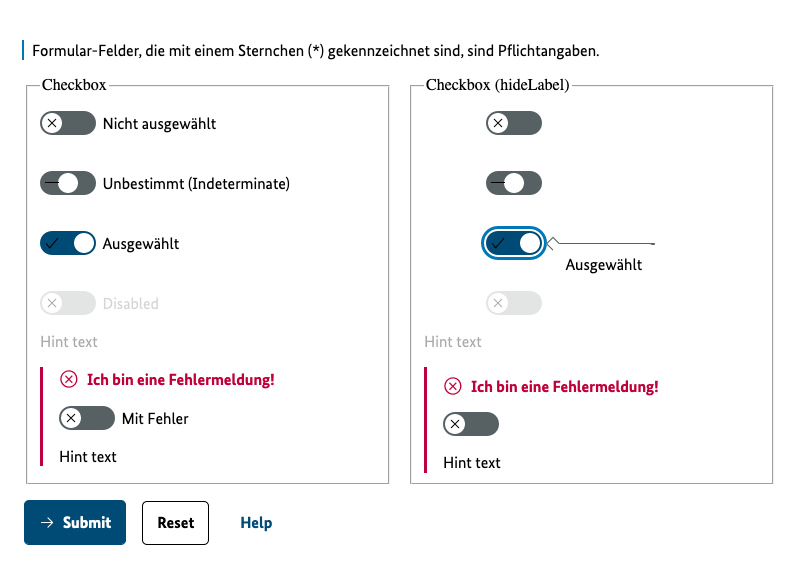 Formular-Felder, die mit einem Sternchen (*) gekennzeichnet sind, sind Pflichtangaben.
Checkbox
Nicht ausgewählt
Unbestimmt (Indeterminate)
Ausgewählt
Disabled
Hint text
Ich bin eine Fehlermeldung!
Mit Fehler
Hint text
Checkbox (hideLabel)
Ausgewählt
Hint text
Ich bin eine Fehlermeldung!
Hint text
Submit
Reset
Help